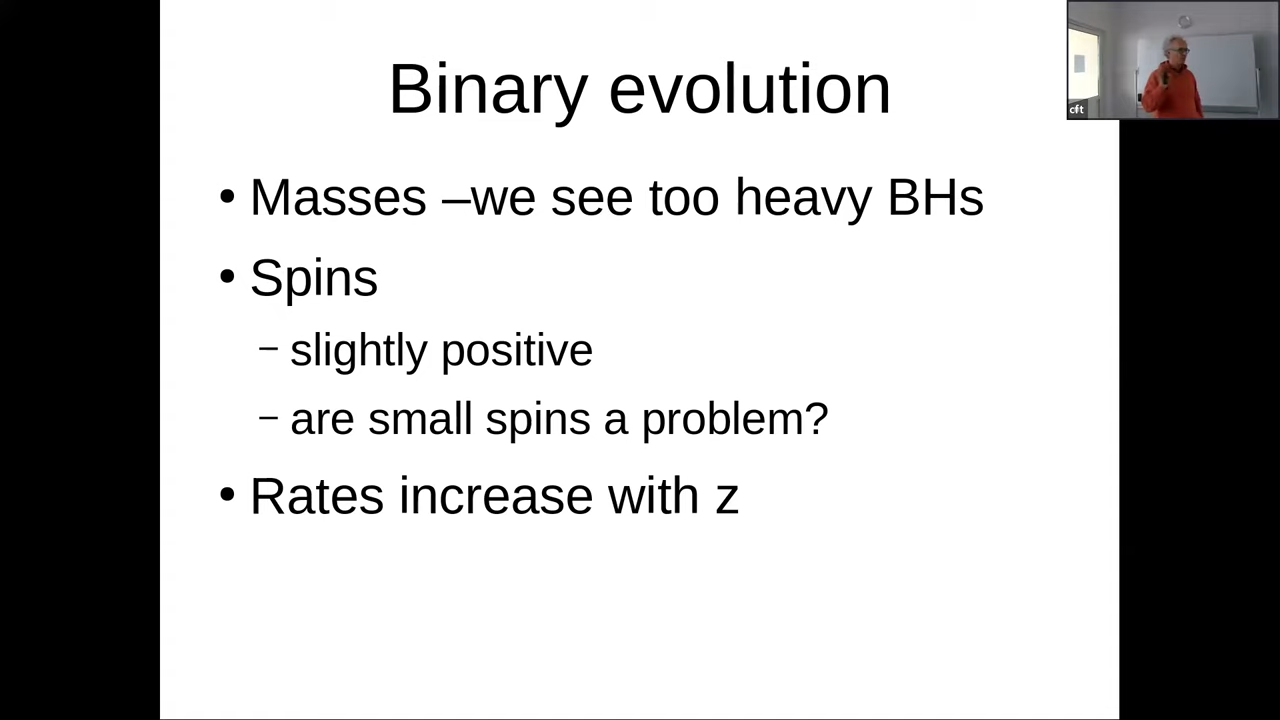 Binary evolution
cft
• Masses –we see too heavy BHs
• Spins
– slightly positive
– are small spins a problem?
• Rates increase with z